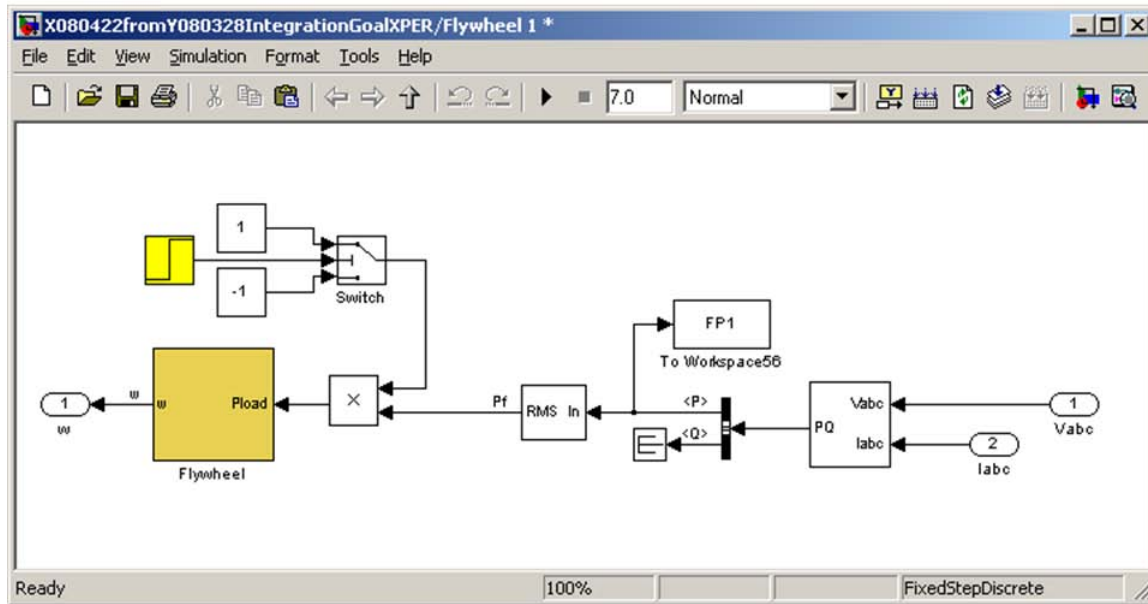 X080422fromY080328IntegrationGoalXPER/Flywheel 1 *
File Edit View Simulation Format Tools Help
7.0 Normal
1
-1
Switch
FP1
To Workspace56
w
1
w
w Pload
Flywheel
×
Pf
RMS In
<P>
<Q>
PQ
Vabc
Iabc
1
Vabc
2
Iabc
Ready 100% FixedStepDiscrete